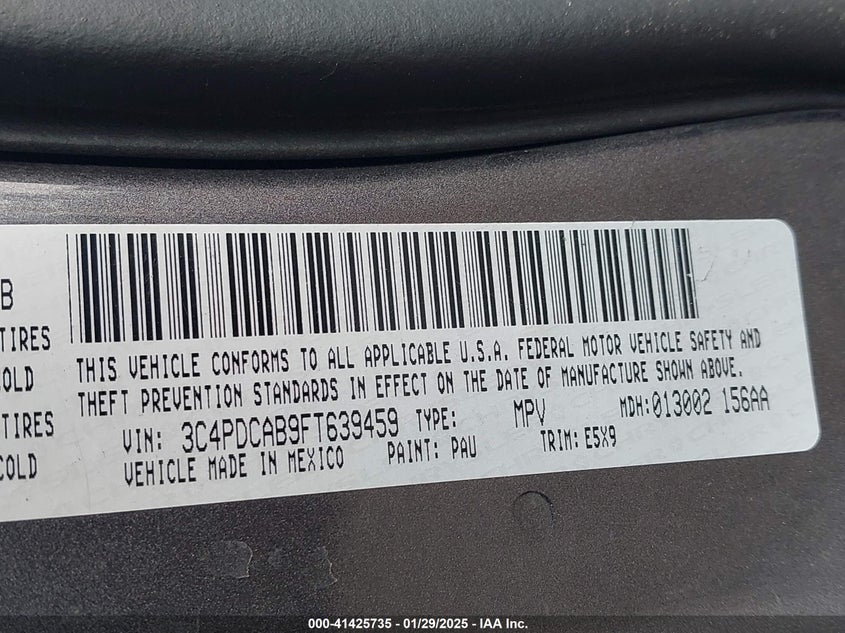 B
TIRES
COLD
TIRES
COLD
THIS VEHICLE CONFORMS TO ALL APPLICABLE U.S.A. FEDERAL MOTOR VEHICLE SAFETY AND
THEFT PREVENTION STANDARDS IN EFFECT ON THE DATE OF MANUFACTURE SHOWN ABOVE.
VIN: 3C4PDCAB9FT639459 TYPE: MPV MDH:013002 156AA
VEHICLE MADE IN MEXICO PAINT: PAU TRIM: E5X9
000-41425735 - 01/29/2025 - IAA Inc.